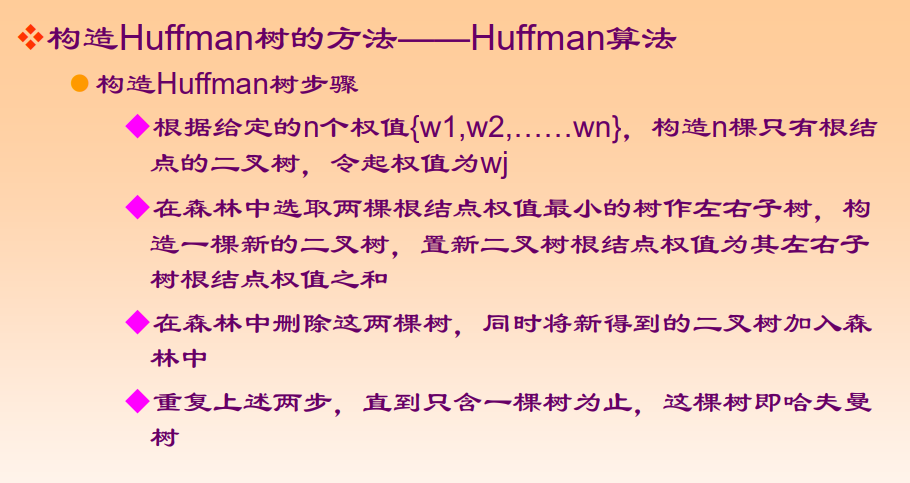 构造Huffman树的方法——Huffman算法
构造Huffman树步骤
根据给定的n个权值{w1,w2,……wn}，构造n棵只有根结
点的二叉树，令起权值为wj
在森林中选取两棵根结点权值最小的树作左右子树，构
造一棵新的二叉树，置新二叉树根结点权值为其左右子
树根结点权值之和
在森林中删除这两棵树，同时将新得到的二叉树加入森
林中
重复上述两步，直到只含一棵树为止，这棵树即哈夫曼
树